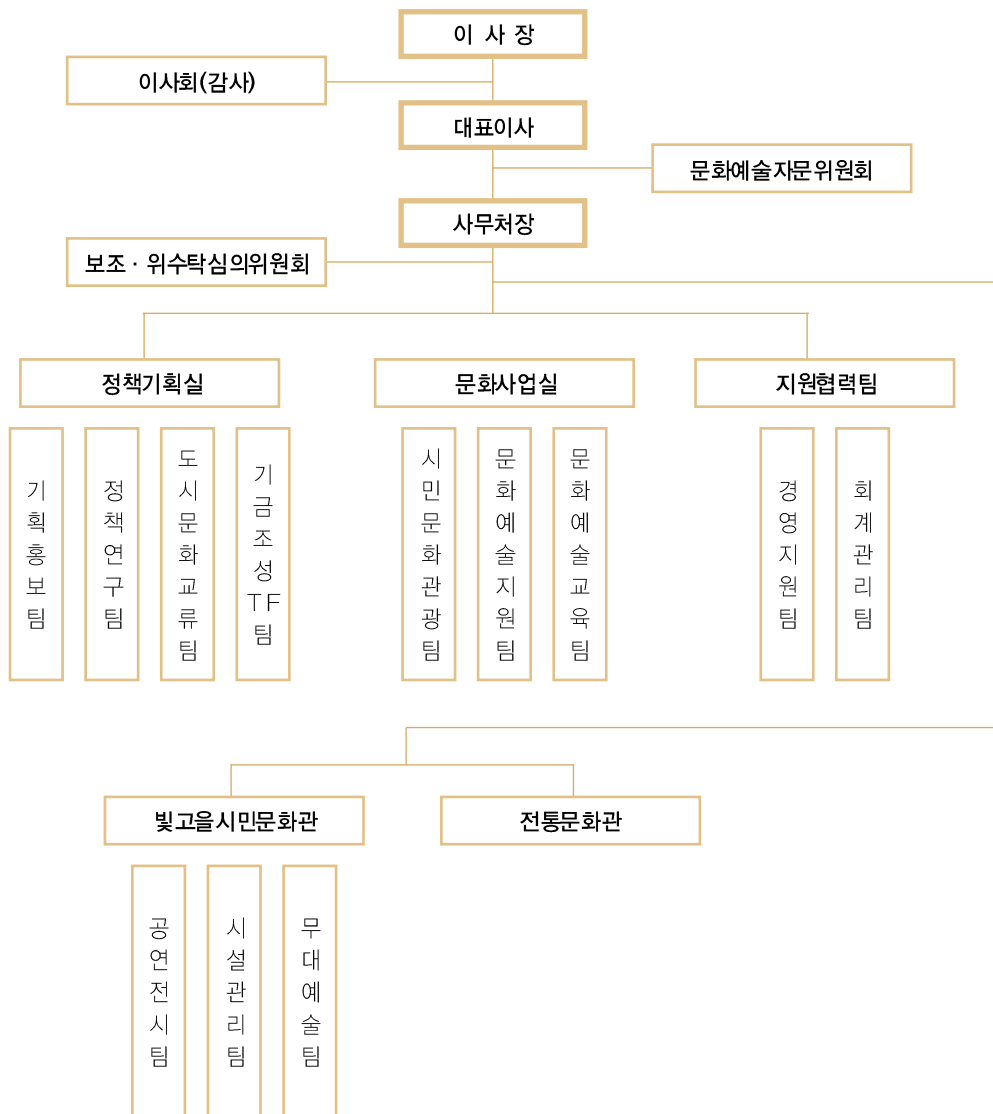 이 사 장
이사회(감사)
대표이사
문화예술자문위원회
사무처장
보조 · 위수탁심의위원회
정책기획실
문화사업실
지원협력팀
기획홍보팀
정책연구팀
도시문화교류팀
기금조성TF팀
시민문화관광팀
문화예술지원팀
문화예술교육팀
경영지원팀
회계관리팀
빛고을시민문화관
전통문화관
공연전시팀
시설관리팀
무대예술팀